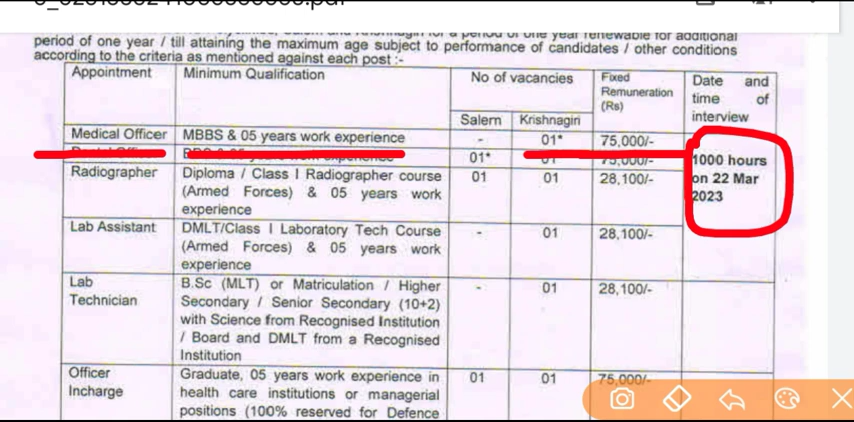 period of one year / till attaining the maximum age subject to performance of candidates / other conditions
according to the criteria as mentioned against each post :-
Appointment Minimum Qualification No of vacancies Fixed Remuneration (Rs) Date and time of interview
Salem Krishnagiri
Medical Officer MBBS & 05 years work experience - 01* 75,000/-
01* 01 75,000/-
1000 hours
on 22 Mar
2023
Radiographer Diploma / Class I Radiographer course 01 01 28,100/-
(Armed Forces) & 05 years work
experience
Lab Assistant DMLT/Class I Laboratory Tech Course - 01 28,100/-
(Armed Forces) & 05 years work
experience
Lab B.Sc (MLT) or Matriculation / Higher - 01 28,100/-
Technician Secondary / Senior Secondary (10+2)
with Science from Recognised Institution
/ Board and DMLT from a Recognised
Institution
Officer Graduate, 05 years work experience in 01 01 75,000/-
Incharge health care institutions or managerial
positions (100% reserved for Defence